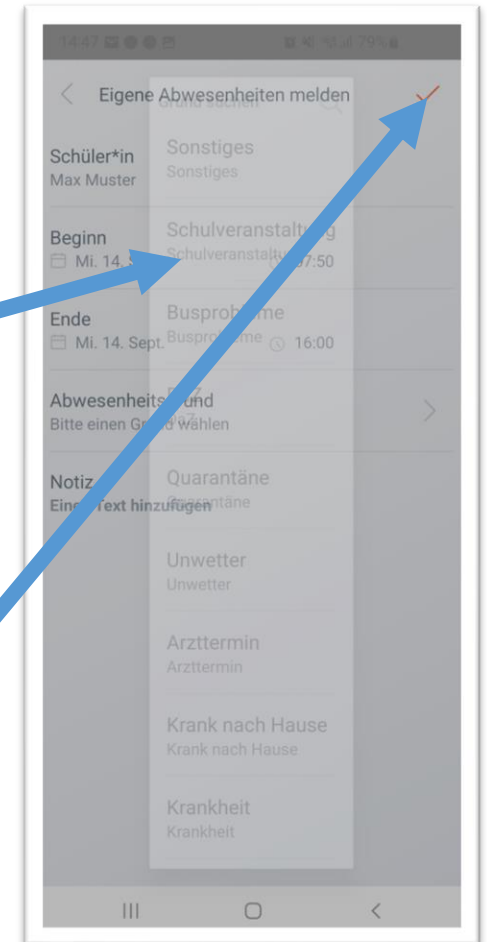 14:47 79%
Eigene Abwesenheiten melden
Grund suchen
Schüler*in
Max Muster
Sonstiges
Sonstiges
Beginn
Mi. 14. 07:50
Schulveranstaltung
Ende
Mi. 14. Sept. 16:00
Busprobleme
Busprobleme
Abwesenheitsgrund
Bitte einen Grund wählen
Notiz
Einen Text hinzufügen
Quarantäne
Quarantäne
Unwetter
Unwetter
Arzttermin
Arzttermin
Krank nach Hause
Krank nach Hause
Krankheit
Krankheit